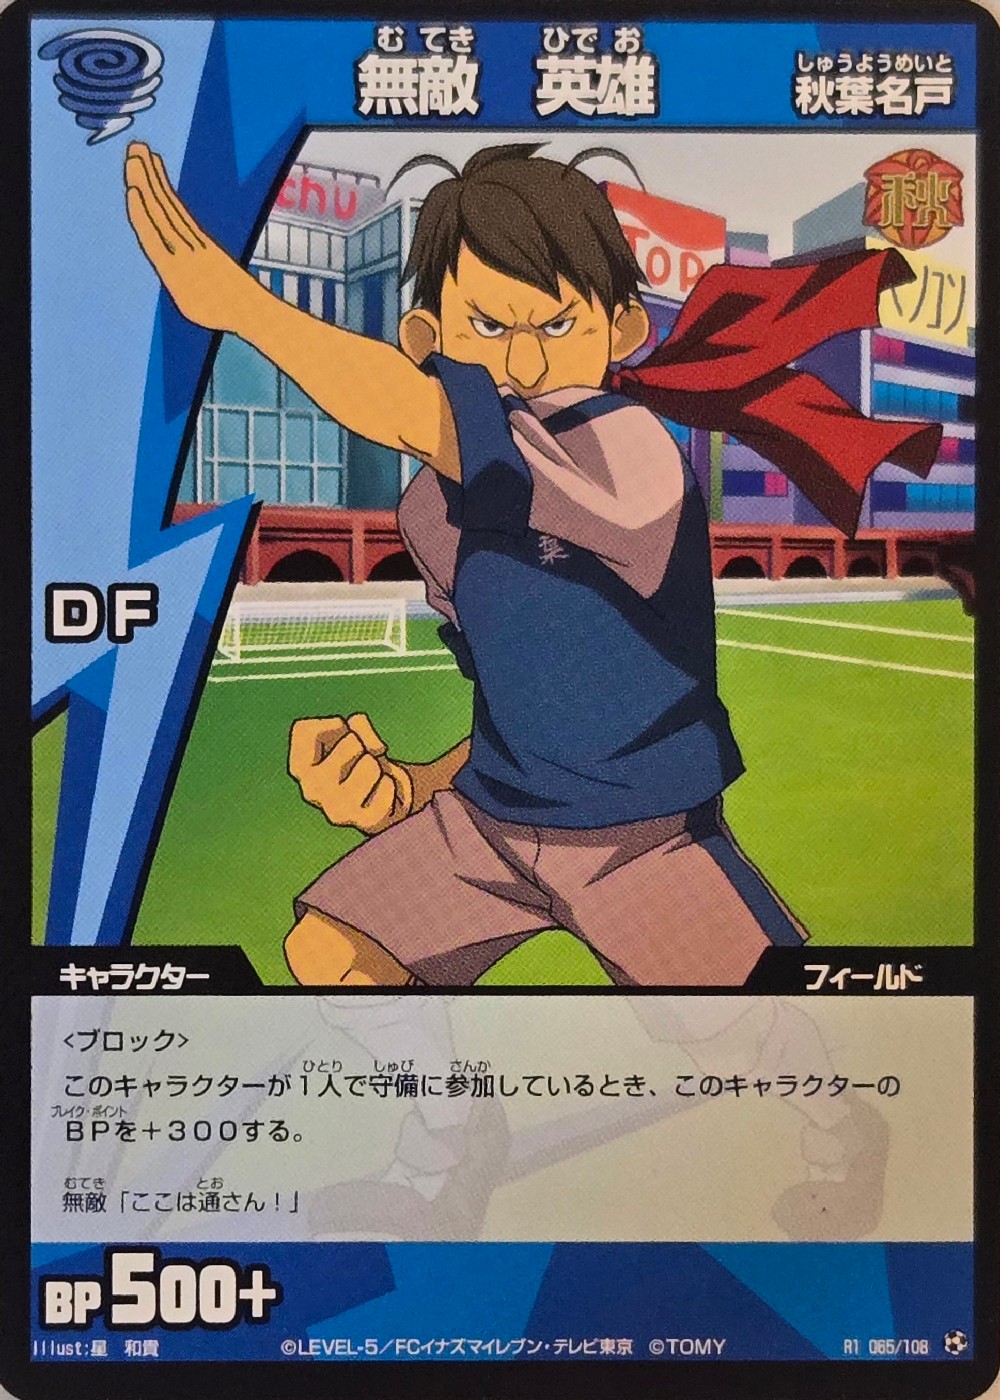 むてき ひでお しゅうようめいと
無敵 英雄 秋葉名戸
chu
TOP
秋
パソコン
葉
DF
キャラクター フィールド
<ブロック>
ひとり しゅび さんか
このキャラクターが1人で守備に参加しているとき、このキャラクターの
ブレイク・ポイント
BPを+300する。
むてき とお
無敵「ここは通さん!」
BP 500+
Illust:星 和貴 ©LEVEL-5/FCイナズマイレブン・テレビ東京 ©TOMY R1 065/108